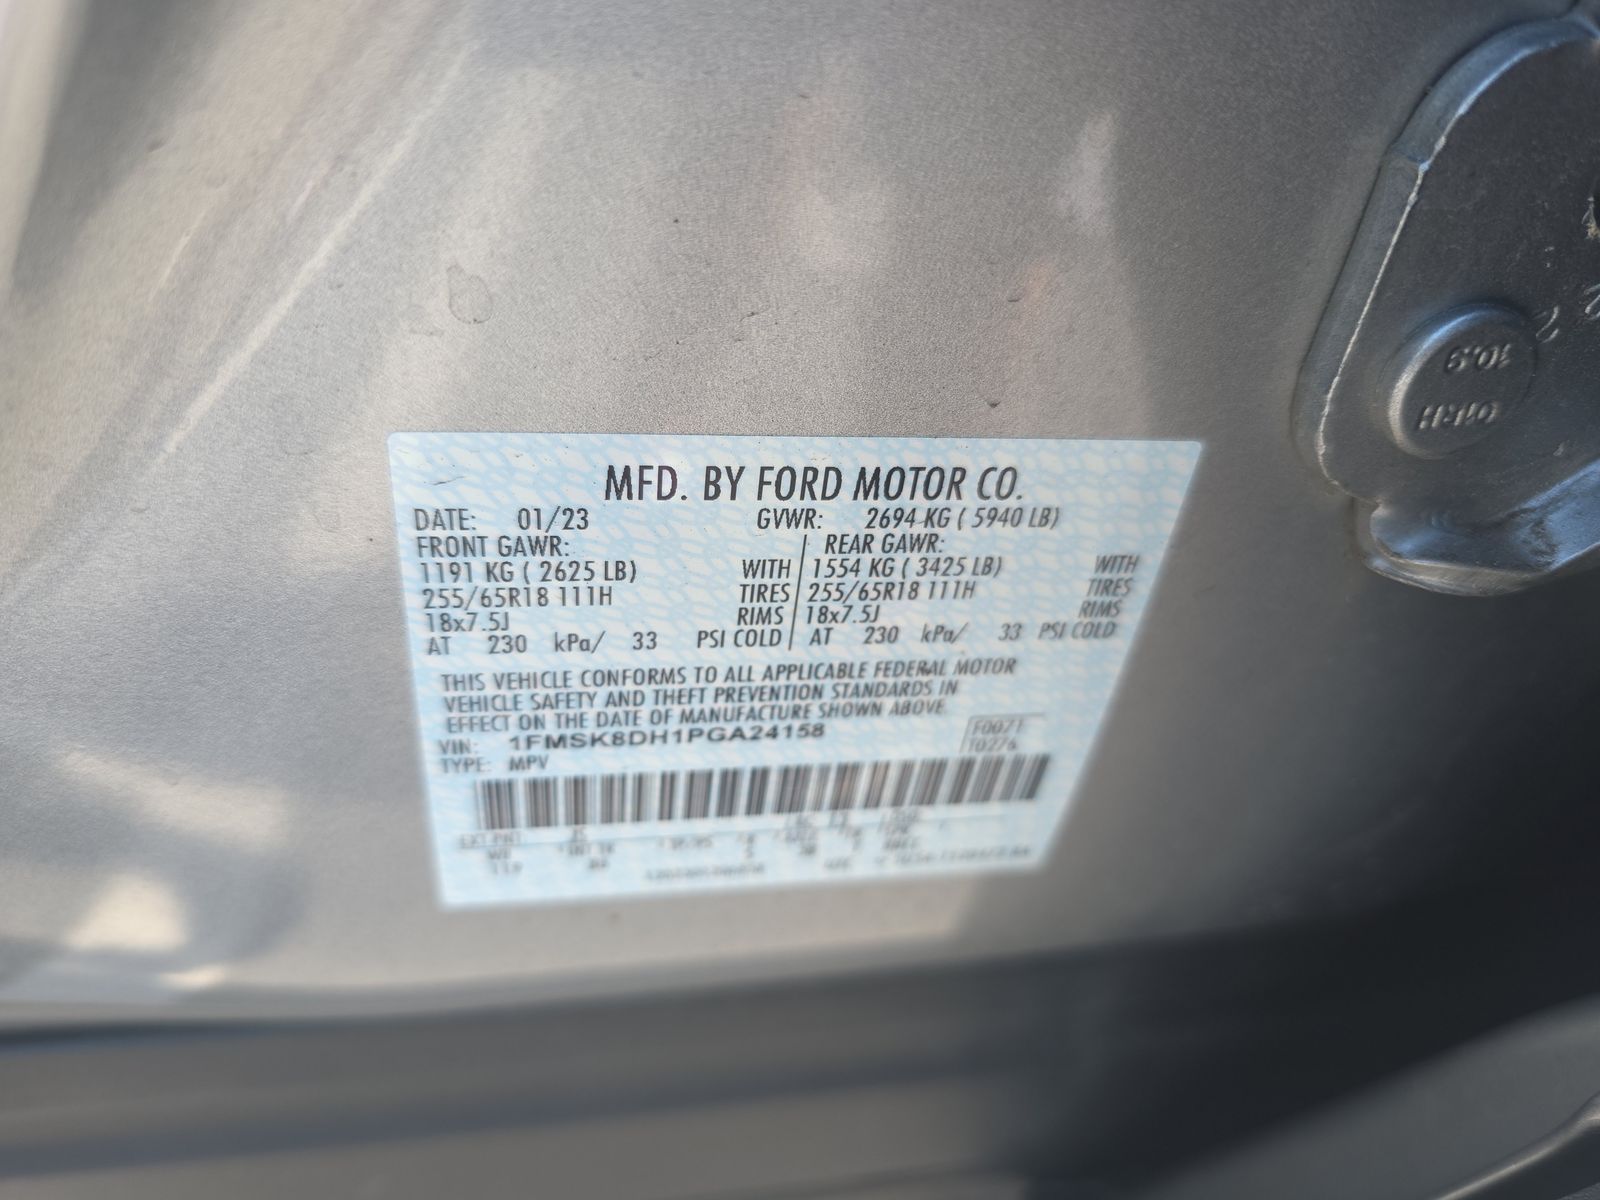 MFD. BY FORD MOTOR CO.
DATE: 01/23 GVWR: 2694 KG ( 5940 LB)
FRONT GAWR: REAR GAWR:
1191 KG ( 2625 LB) WITH 1554 KG ( 3425 LB) WITH
255/65R18 111H TIRES 255/65R18 111H TIRES
18x7.5J RIMS 18x7.5J RIMS
AT 230 kPa/ 33 PSI COLD AT 230 kPa/ 33 PSI COLD
THIS VEHICLE CONFORMS TO ALL APPLICABLE FEDERAL MOTOR
VEHICLE SAFETY AND THEFT PREVENTION STANDARDS IN
EFFECT ON THE DATE OF MANUFACTURE SHOWN ABOVE.
VIN: 1FMSK8DH1PGA24158 F0071
TYPE: MPV T0276
EXT PNT
10.9